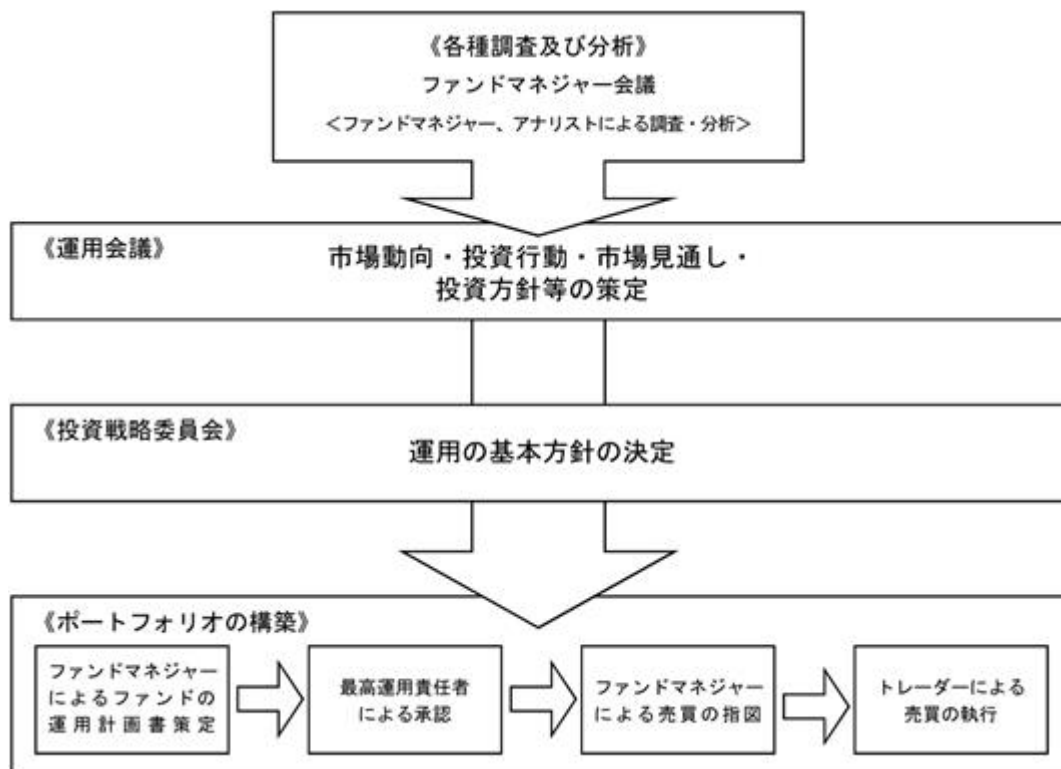 《各種調査及び分析》
ファンドマネジャー会議
＜ファンドマネジャー、アナリストによる調査・分析＞
《運用会議》
市場動向・投資行動・市場見通し・
投資方針等の策定
《投資戦略委員会》
運用の基本方針の決定
《ポートフォリオの構築》
ファンドマネジャー
によるファンドの
運用計画書策定
最高運用責任者
による承認
ファンドマネジャー
による売買の指図
トレーダーによる
売買の執行